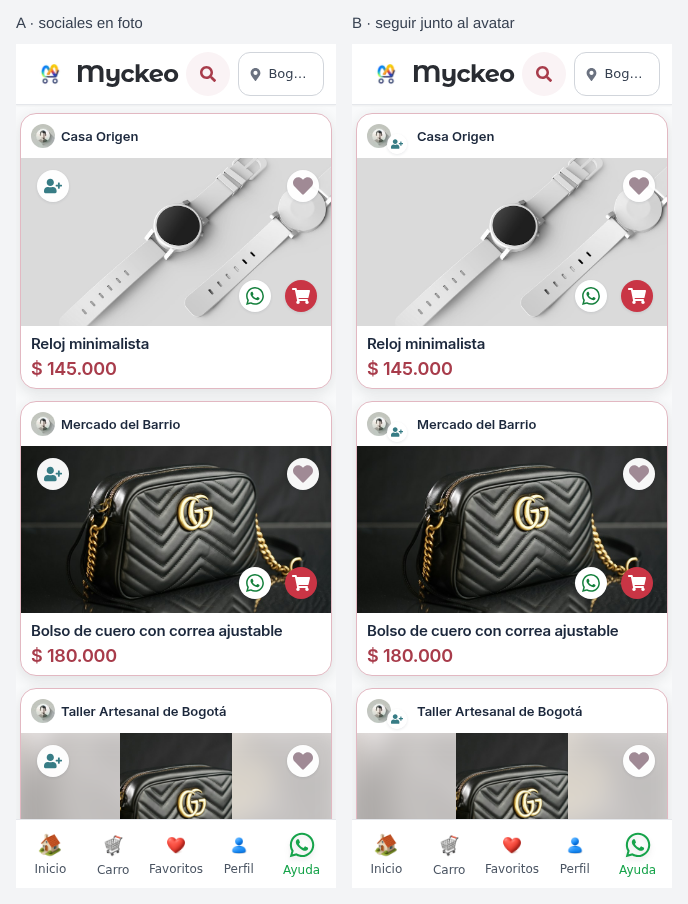 A · sociales en foto
B · seguir junto al avatar
Myckeo
Bog...
Casa Origen
Reloj minimalista
$ 145.000
Mercado del Barrio
Bolso de cuero con correa ajustable
$ 180.000
Taller Artesanal de Bogotá
Inicio
Carro
Favoritos
Perfil
Ayuda
Myckeo
Bog...
Casa Origen
Reloj minimalista
$ 145.000
Mercado del Barrio
Bolso de cuero con correa ajustable
$ 180.000
Taller Artesanal de Bogotá
Inicio
Carro
Favoritos
Perfil
Ayuda